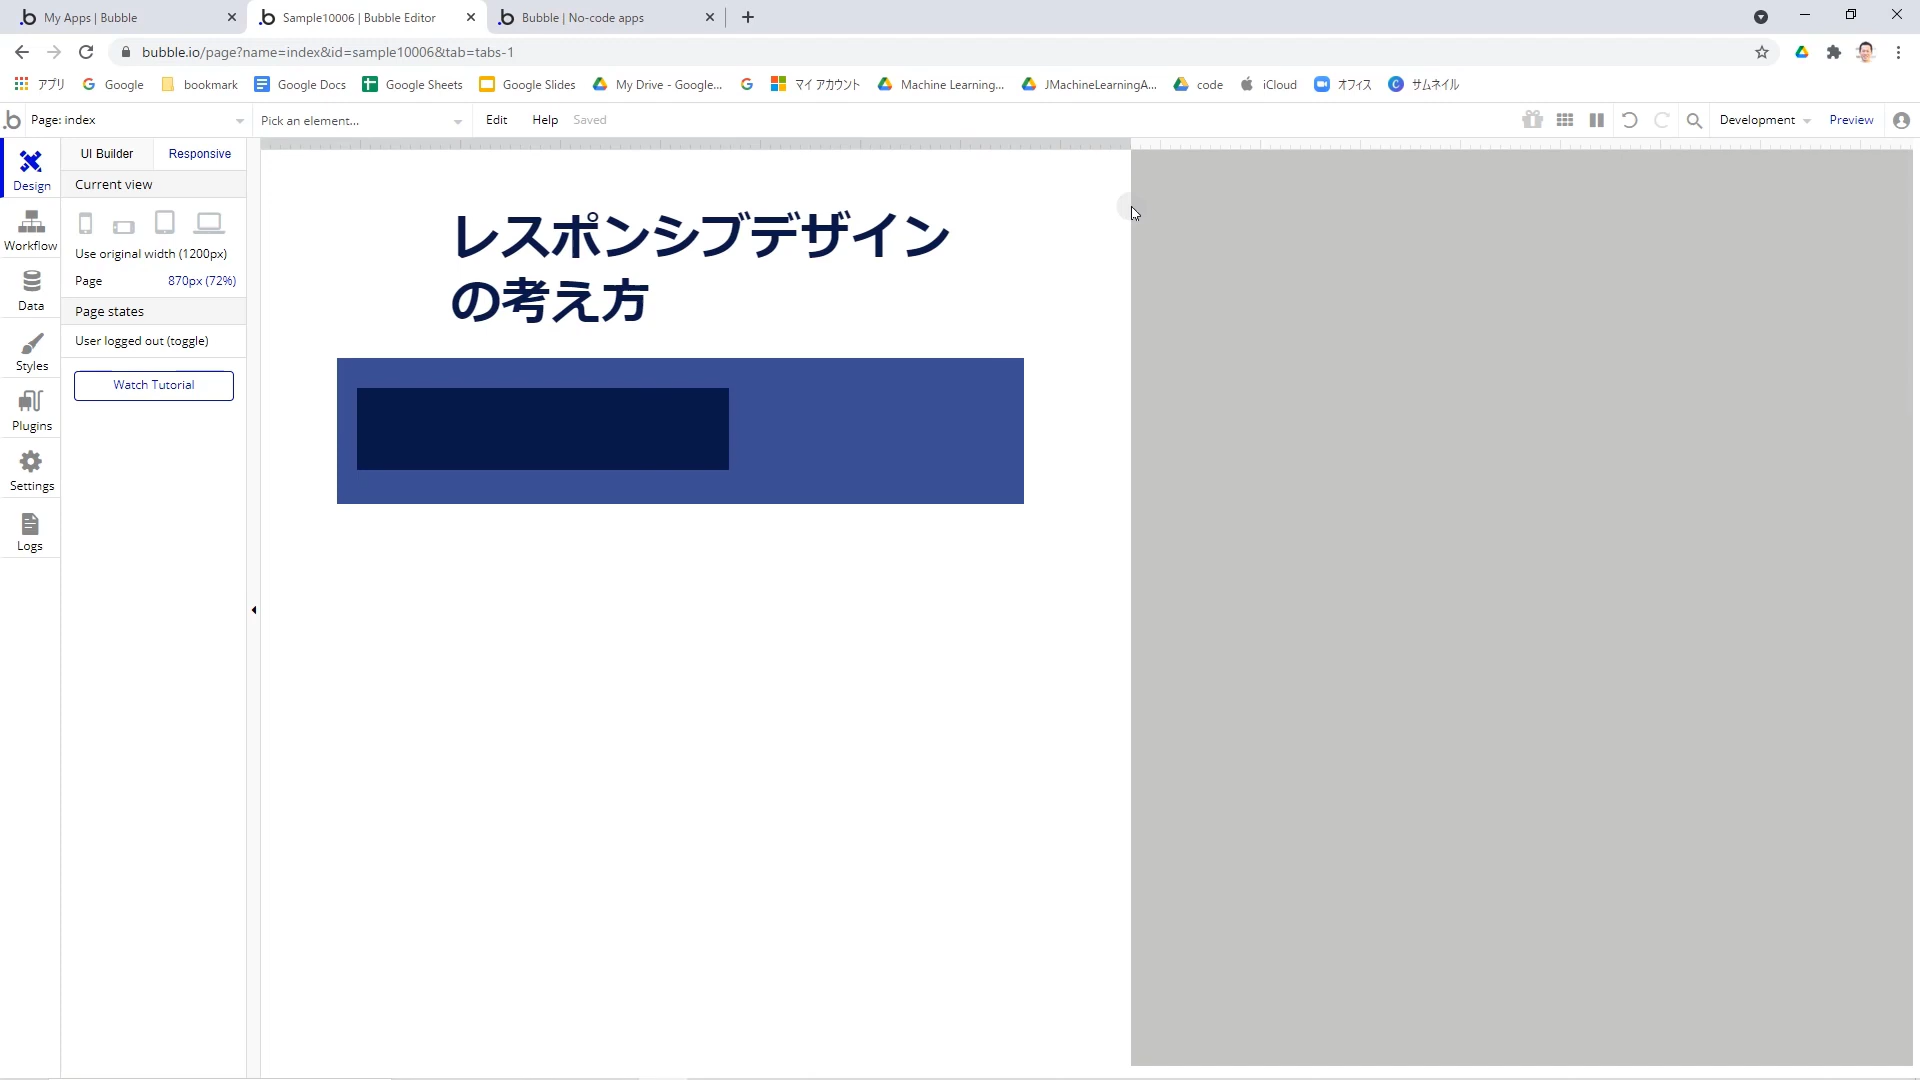 My Apps | Bubble
Sample10006 | Bubble Editor
Bubble | No-code apps
bubble.io/page?name=index&id=sample10006&tab=tabs-1
アプリ
Google
bookmark
Google Docs
Google Sheets
Google Slides
My Drive - Google...
マイ アカウント
Machine Learning...
JMachineLearningA...
code
iCloud
オフィス
サムネイル
Page: index
Pick an element...
Edit
Help
Saved
Development
Preview
Design
Workflow
Data
Styles
Plugins
Settings
Logs
UI Builder
Responsive
Current view
Use original width (1200px)
Page 870px (72%)
Page states
User logged out (toggle)
Watch Tutorial
レスポンシブデザイン
の考え方